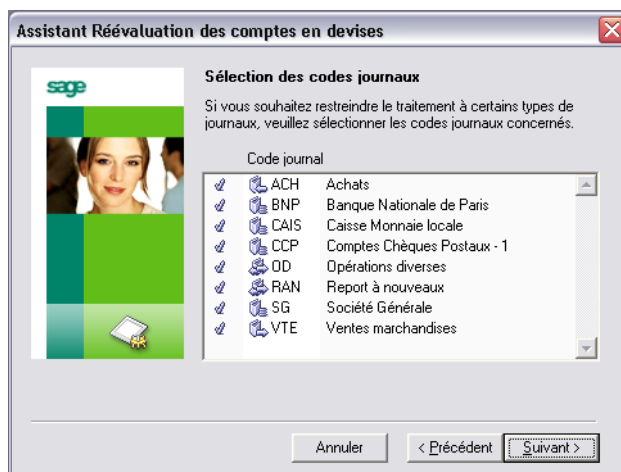 Assistant Réévaluation des comptes en devises
sage
Sélection des codes journaux
Si vous souhaitez restreindre le traitement à certains types de
journaux, veuillez sélectionner les codes journaux concernés.
Code journal
ACH Achats
BNP Banque Nationale de Paris
CAIS Caisse Monnaie locale
CCP Comptes Chèques Postaux - 1
OD Opérations diverses
RAN Report à nouveaux
SG Société Générale
VTE Ventes marchandises
Annuler < Précédent Suivant >